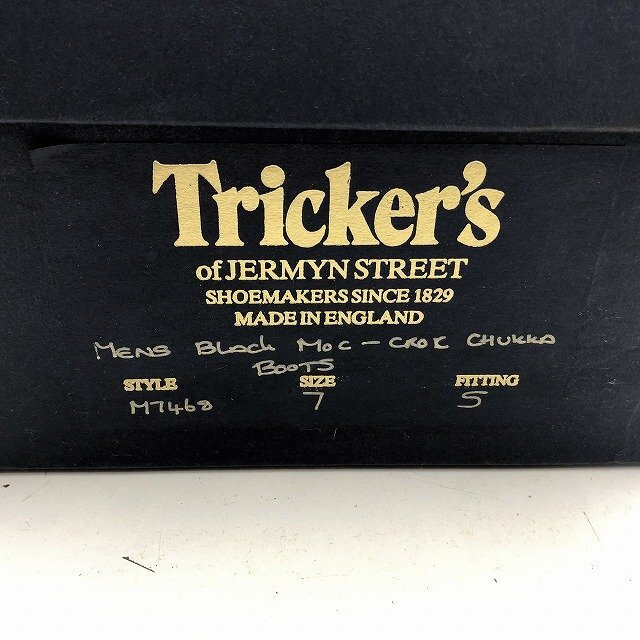 Tricker's
of JERMYN STREET
SHOEMAKERS SINCE 1829
MADE IN ENGLAND
MENS BLACK MOC - CROC CHUKKA
BOOTS
STYLE SIZE FITTING
M7468 7 5